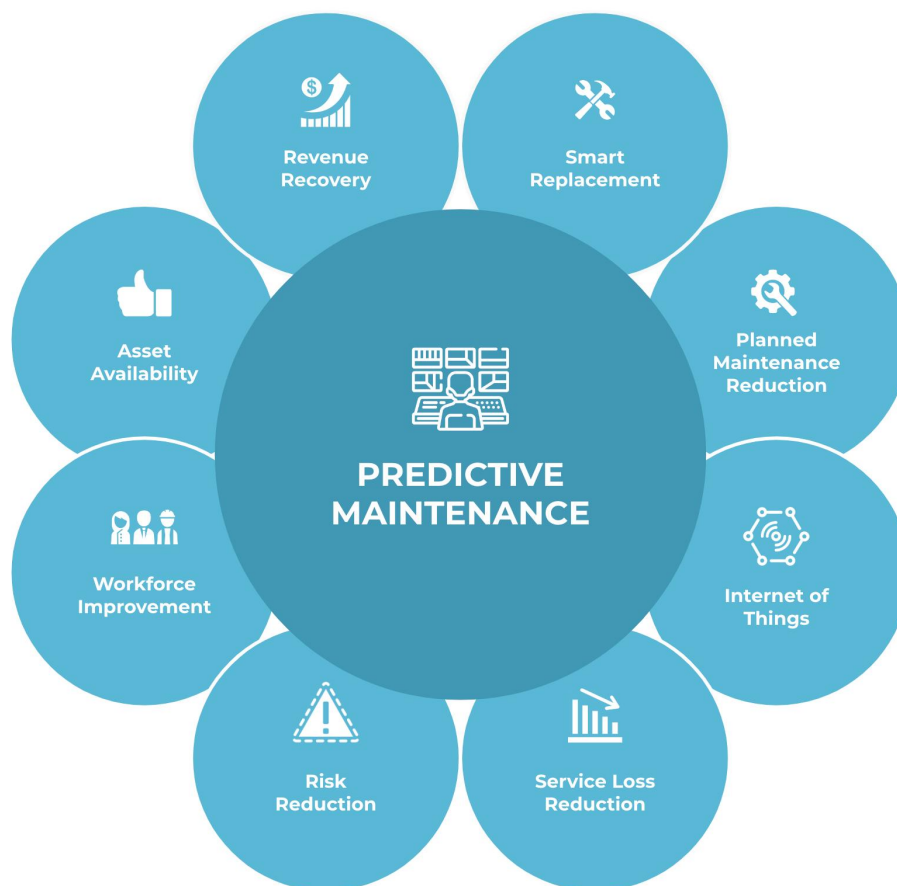 Revenue
Recovery
Smart
Replacement
Asset
Availability
Planned
Maintenance
Reduction
PREDICTIVE
MAINTENANCE
Workforce
Improvement
Internet of
Things
Risk
Reduction
Service Loss
Reduction